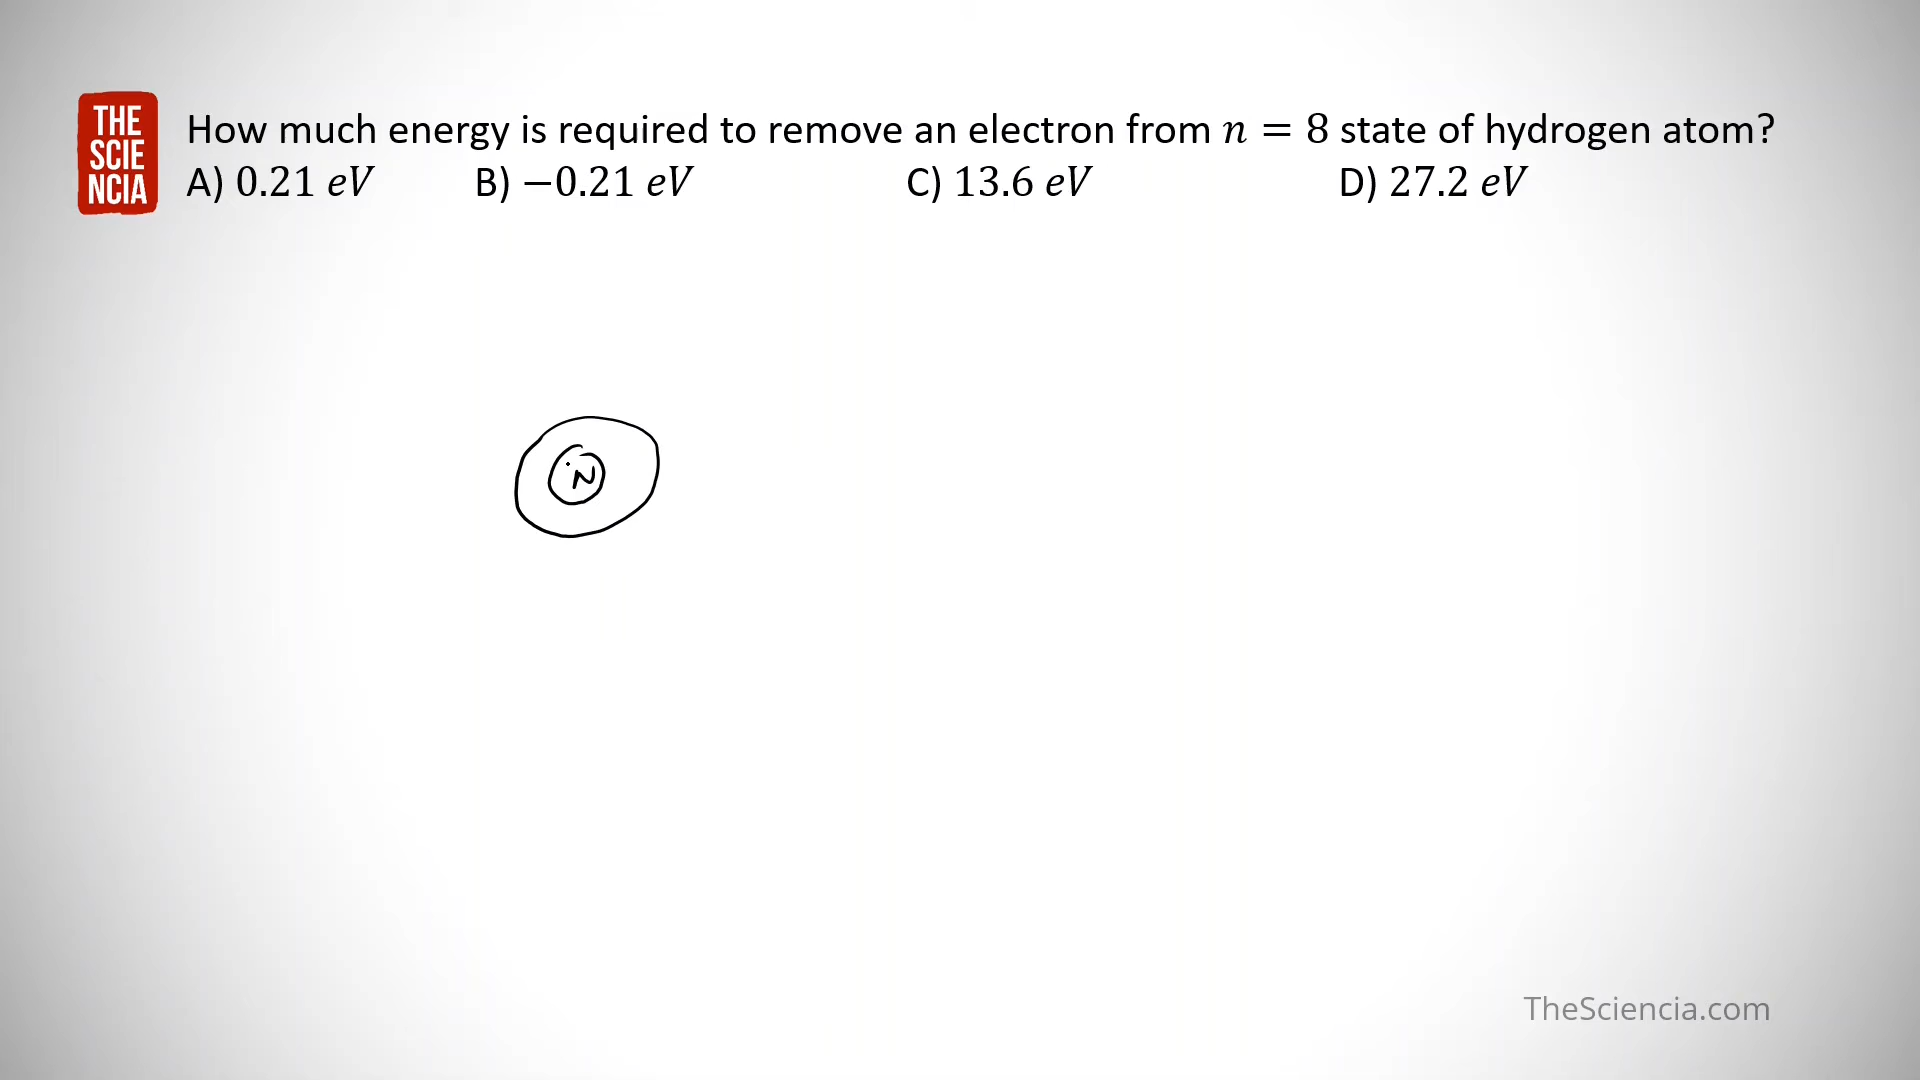 THE
SCIE
NCIA
How much energy is required to remove an electron from n = 8 state of hydrogen atom?
A) 0.21 eV B) −0.21 eV C) 13.6 eV D) 27.2 eV
N
TheSciencia.com